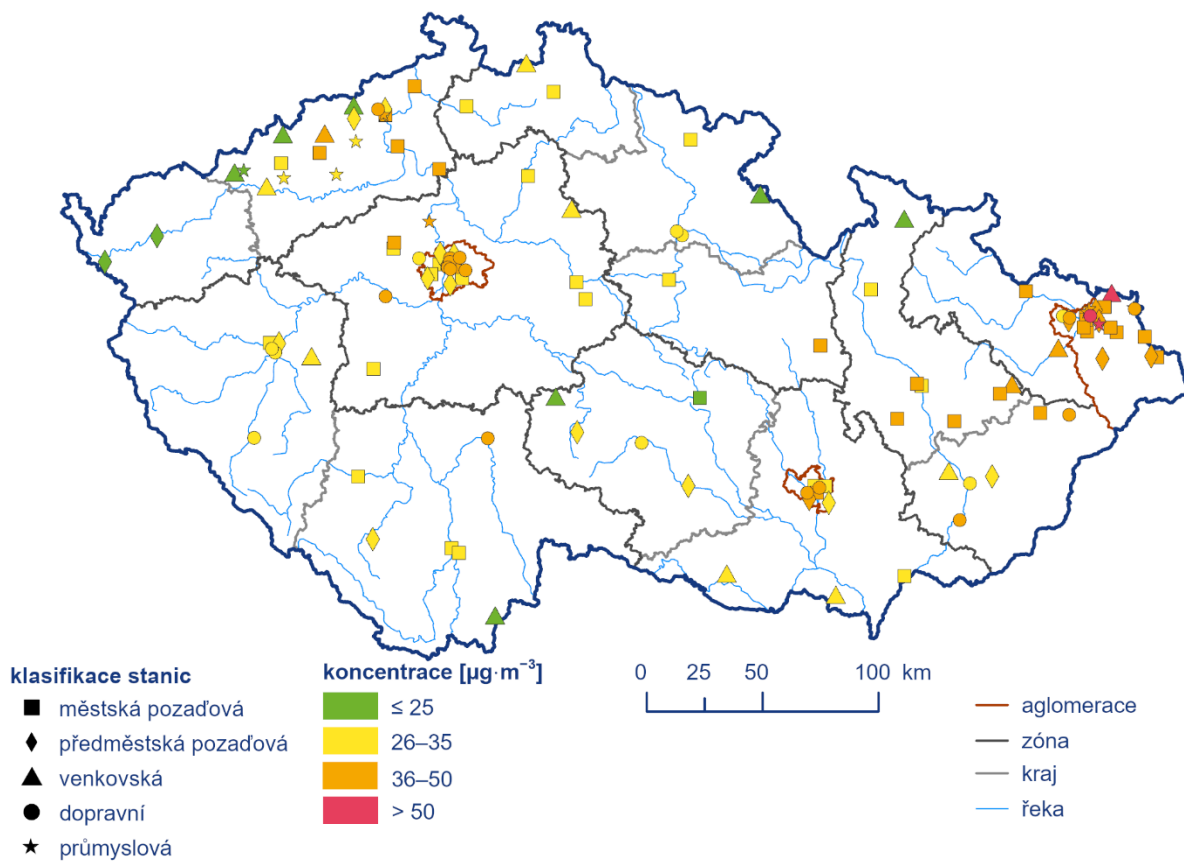 klasifikace stanic
městská pozaďová
předměstská pozaďová
venkovská
dopravní
průmyslová
koncentrace [µg·m⁻³]
≤ 25
26–35
36–50
> 50
0 25 50 100 km
aglomerace
zóna
kraj
řeka